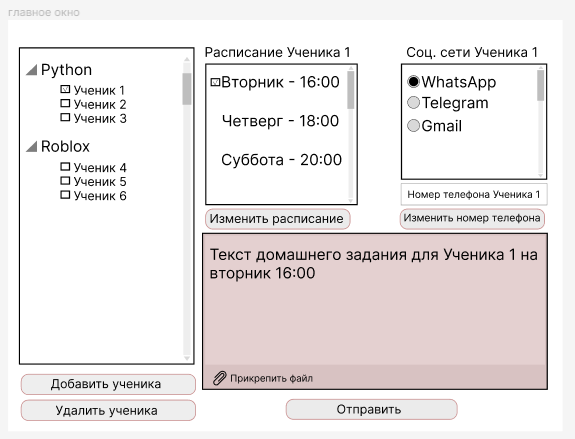 главное окно
Python
Ученик 1
Ученик 2
Ученик 3
Roblox
Ученик 4
Ученик 5
Ученик 6
Добавить ученика
Удалить ученика
Расписание Ученика 1
Вторник - 16:00
Четверг - 18:00
Суббота - 20:00
Изменить расписание
Соц. сети Ученика 1
WhatsApp
Telegram
Gmail
Номер телефона Ученика 1
Изменить номер телефона
Текст домашнего задания для Ученика 1 на
вторник 16:00
Прикрепить файл
Отправить